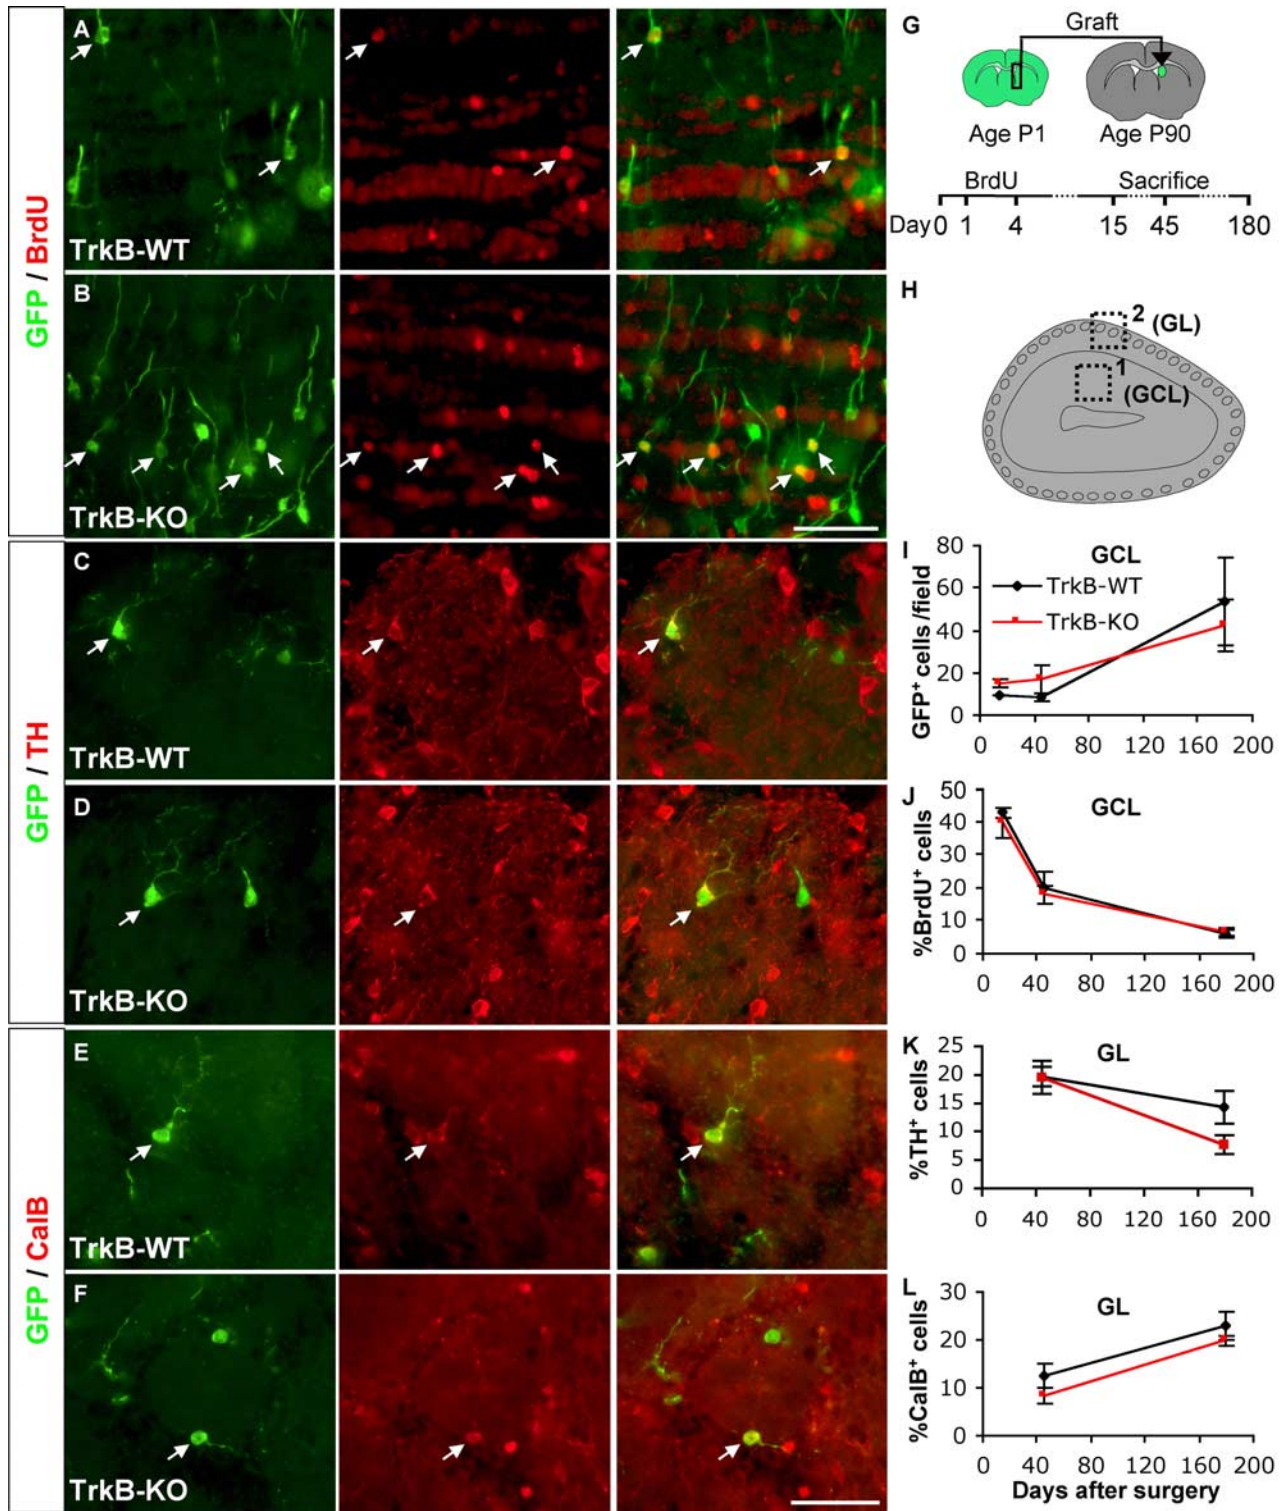 GFP / BrdU
A
TrkB-WT
B
TrkB-KO
GFP / TH
C
TrkB-WT
D
TrkB-KO
GFP / CalB
E
TrkB-WT
F
TrkB-KO
G
Graft
Age P1
Age P90
BrdU
Sacrifice
Day 0 1 4 15 45 180
H
2
(GL)
1
(GCL)
I
GCL
TrkB-WT
TrkB-KO
GFP⁺ cells/field
80
60
40
20
0
0 40 80 120 160 200
J
GCL
%BrdU⁺ cells
50
40
30
20
10
0
0 40 80 120 160 200
K
GL
%TH⁺ cells
25
20
15
10
5
0
0 40 80 120 160 200
L
GL
%CalB⁺ cells
30
20
10
0
0 40 80 120 160 200
Days after surgery